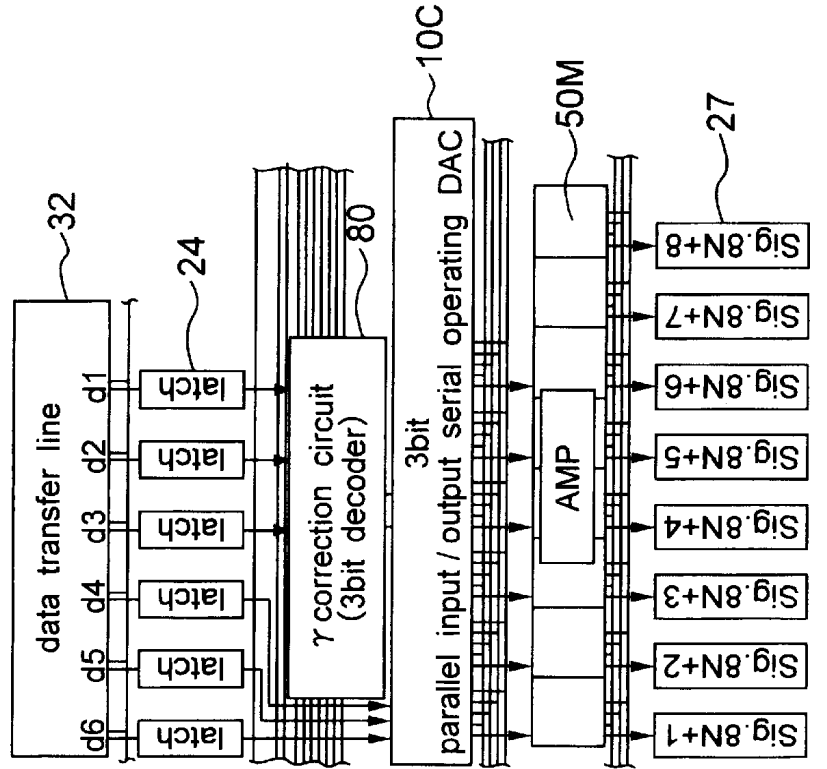 data transfer line
32
d6
d5
d4
d3
d2
d1
latch
latch
latch
latch
latch
latch
24
γ correction circuit
(3bit decoder)
80
3bit
parallel input / output serial operating DAC
10C
AMP
50M
Sig.8N+1
Sig.8N+2
Sig.8N+3
Sig.8N+4
Sig.8N+5
Sig.8N+6
Sig.8N+7
Sig.8N+8
27